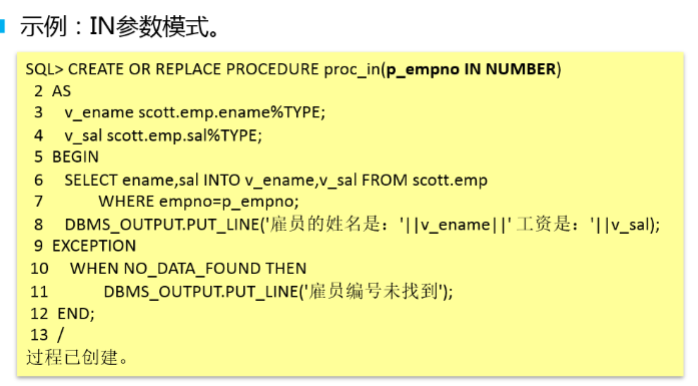 示例：IN参数模式。
SQL> CREATE OR REPLACE PROCEDURE proc_in(p_empno IN NUMBER)
2 AS
3 v_ename scott.emp.ename%TYPE;
4 v_sal scott.emp.sal%TYPE;
5 BEGIN
6 SELECT ename,sal INTO v_ename,v_sal FROM scott.emp
7 WHERE empno=p_empno;
8 DBMS_OUTPUT.PUT_LINE('雇员的姓名是：'||v_ename||' 工资是：'||v_sal);
9 EXCEPTION
10 WHEN NO_DATA_FOUND THEN
11 DBMS_OUTPUT.PUT_LINE('雇员编号未找到');
12 END;
13 /
过程已创建。